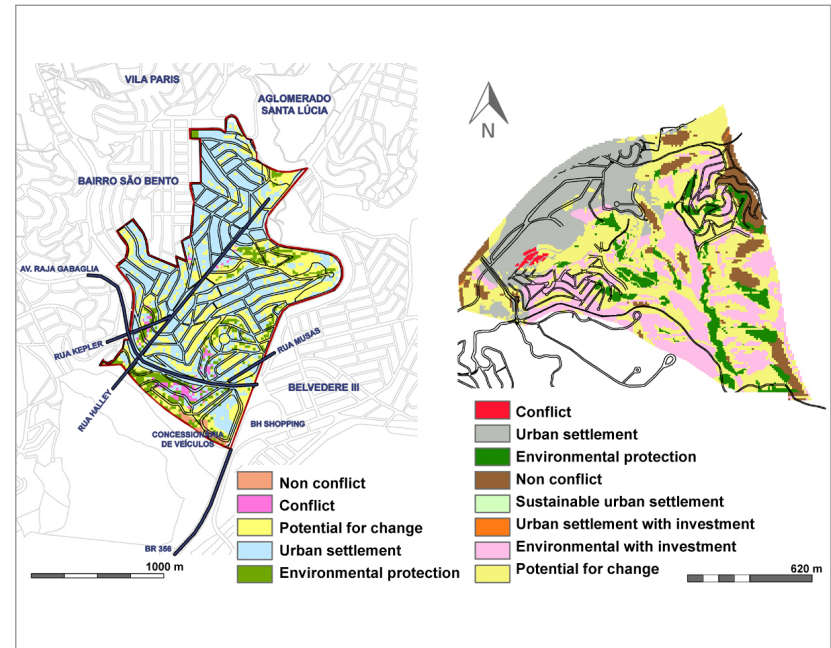 VILA PARIS
AGLOMERADO
SANTA LÚCIA
BAIRRO SÃO BENTO
AV. RAJA GABAGLIA
RUA KEPLER
RUA MUSAS
RUA HALLEY
BELVEDERE III
BH SHOPPING
CONCESSIONÁRIA
DE VEÍCULOS
BR 356
1000 m
Non conflict
Conflict
Potential for change
Urban settlement
Environmental protection
N
Conflict
Urban settlement
Environmental protection
Non conflict
Sustainable urban settlement
Urban settlement with investment
Environmental with investment
Potential for change
620 m